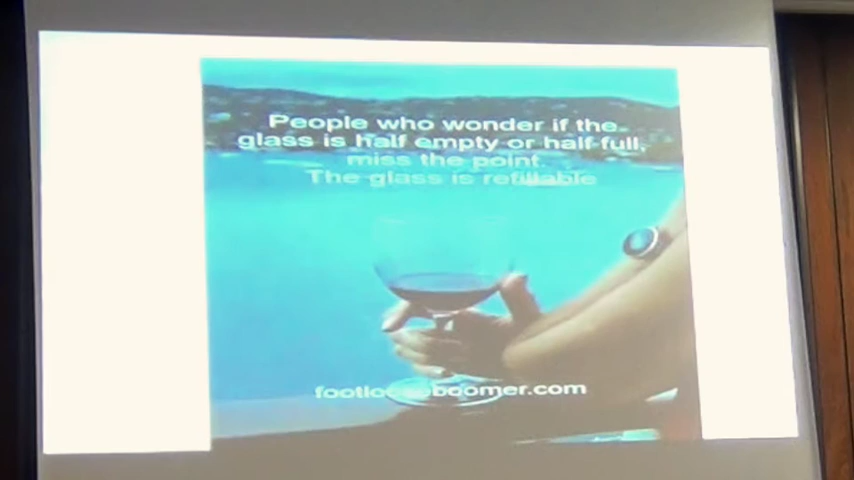 People who wonder if the
glass is half empty or half full,
miss the point.
The glass is refillable